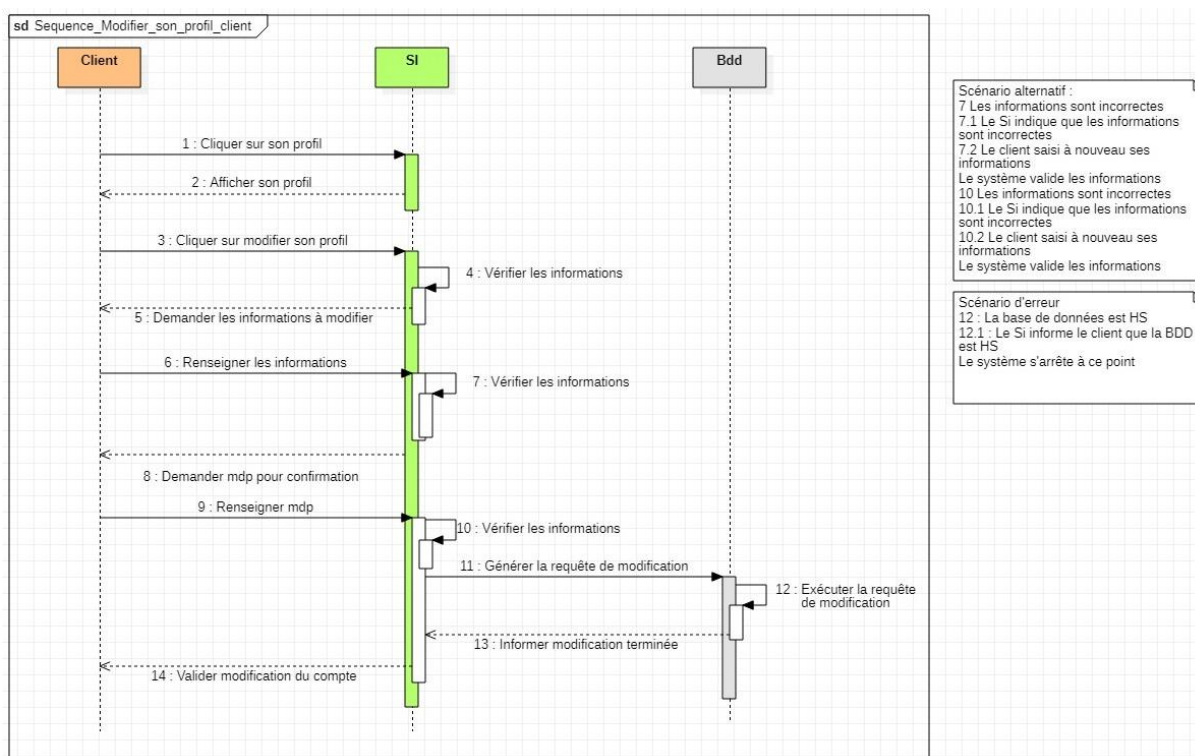 sd Sequence_Modifier_son_profil_client
Client
SI
Bdd
1 : Cliquer sur son profil
2 : Afficher son profil
3 : Cliquer sur modifier son profil
4 : Vérifier les informations
5 : Demander les informations à modifier
6 : Renseigner les informations
7 : Vérifier les informations
8 : Demander mdp pour confirmation
9 : Renseigner mdp
10 : Vérifier les informations
11 : Générer la requête de modification
12 : Exécuter la requête
de modification
13 : Informer modification terminée
14 : Valider modification du compte
Scénario alternatif :
7 Les informations sont incorrectes
7.1 Le Si indique que les informations
sont incorrectes
7.2 Le client saisi à nouveau ses
informations
Le système valide les informations
10 Les informations sont incorrectes
10.1 Le Si indique que les informations
sont incorrectes
10.2 Le client saisi à nouveau ses
informations
Le système valide les informations
Scénario d'erreur
12 : La base de données est HS
12.1 : Le Si informe le client que la BDD
est HS
Le système s'arrête à ce point